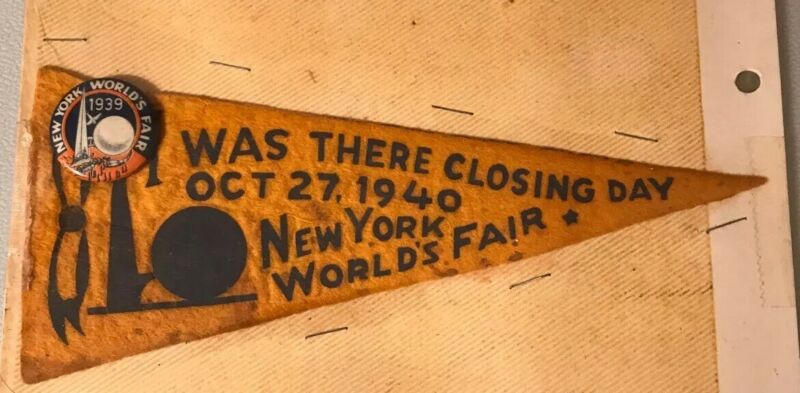 NEW YORK WORLD'S FAIR
1939
I WAS THERE CLOSING DAY
OCT 27, 1940
NEW YORK
WORLD'S FAIR ★